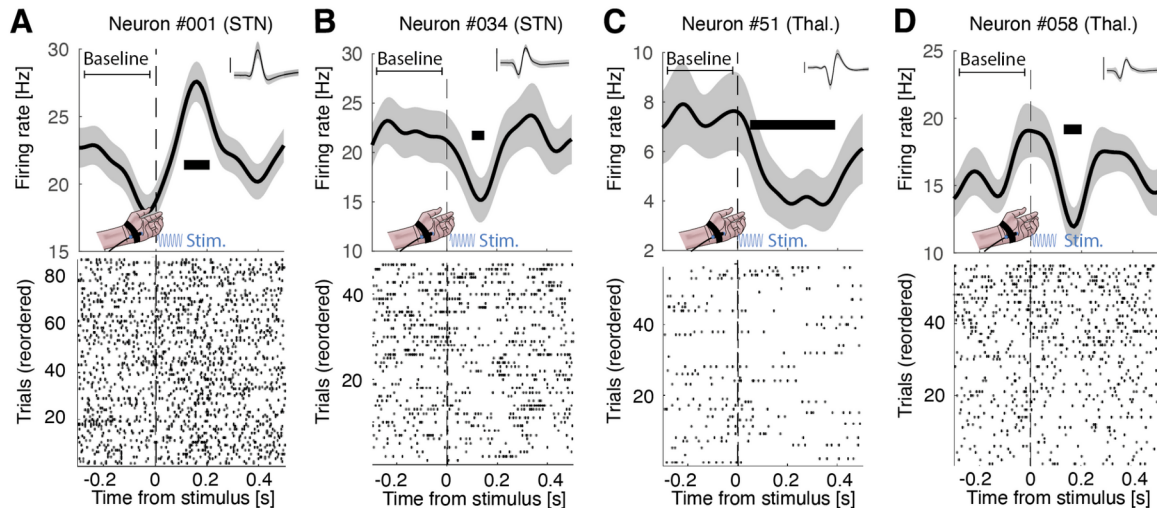 A
Neuron #001 (STN)
Firing rate [Hz]
30
25
20
15
Baseline
Stim.
Trials (reordered)
80
60
40
20
-0.2 0 0.2 0.4
Time from stimulus [s]
B
Neuron #034 (STN)
Firing rate [Hz]
30
25
20
15
10
Baseline
Stim.
Trials (reordered)
40
20
-0.2 0 0.2 0.4
Time from stimulus [s]
C
Neuron #51 (Thal.)
Firing rate [Hz]
10
8
6
4
2
Baseline
Stim.
Trials (reordered)
40
20
-0.2 0 0.2 0.4
Time from stimulus [s]
D
Neuron #058 (Thal.)
Firing rate [Hz]
25
20
15
10
Baseline
Stim.
Trials (reordered)
40
20
-0.2 0 0.2 0.4
Time from stimulus [s]